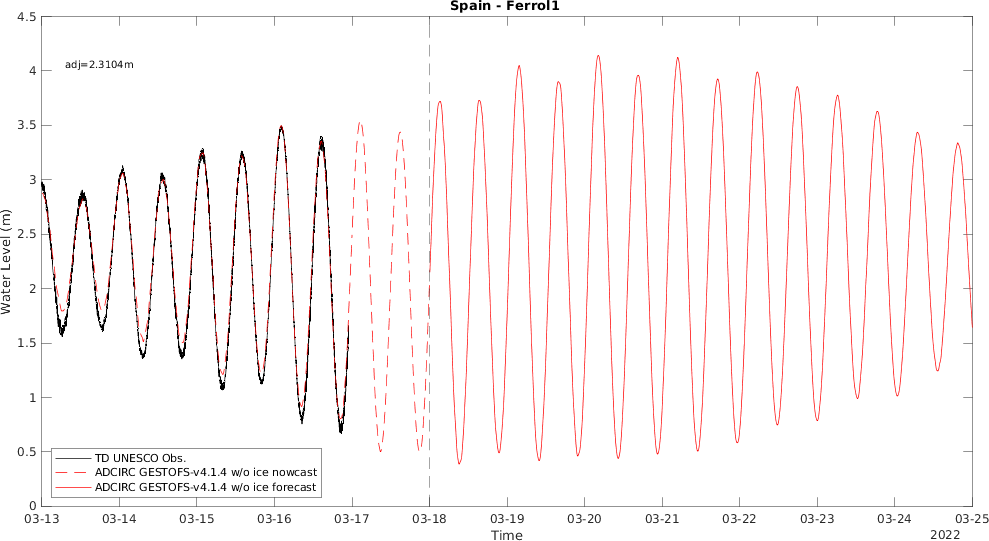 Spain - Ferrol1
4.5
4
3.5
3
2.5
2
1.5
1
0.5
0
Water Level (m)
adj=2.3104m
TD UNESCO Obs.
ADCIRC GESTOFS-v4.1.4 w/o ice nowcast
ADCIRC GESTOFS-v4.1.4 w/o ice forecast
03-13 03-14 03-15 03-16 03-17 03-18 03-19 03-20 03-21 03-22 03-23 03-24 03-25
Time
2022